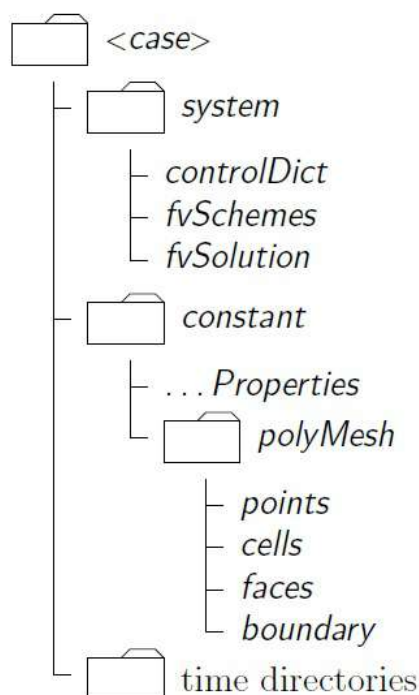 <case>
system
controlDict
fvSchemes
fvSolution
constant
...Properties
polyMesh
points
cells
faces
boundary
time directories